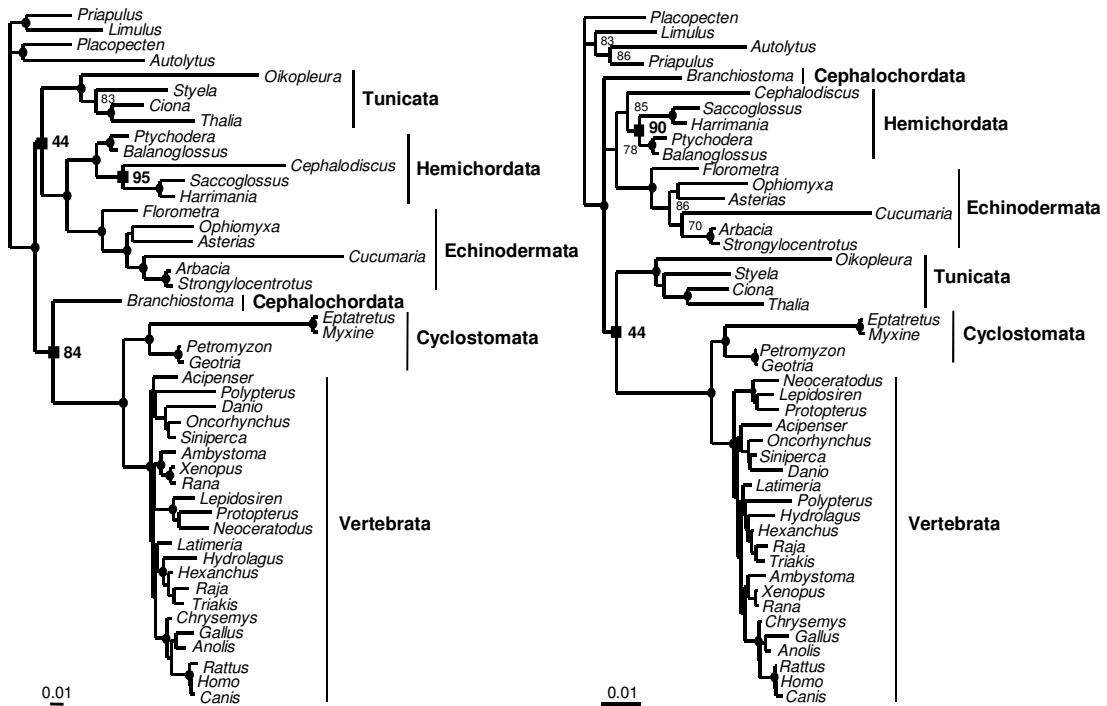 Priapulus
Limulus
Placopecten
Autolytus
Oikopleura
Styela
83
Ciona
Thalia
Tunicata
44
Ptychodera
Balanoglossus
Cephalodiscus
95
Saccoglossus
Harrimania
Hemichordata
Florometra
Ophiomyxa
Asterias
Cucumaria
Arbacia
Strongylocentrotus
Echinodermata
Branchiostoma
Cephalochordata
84
Eptatretus
Myxine
Petromyzon
Geotria
Cyclostomata
Acipenser
Polypterus
Danio
Oncorhynchus
Siniperca
Ambystoma
Xenopus
Rana
Lepidosiren
Protopterus
Neoceratodus
Vertebrata
Latimeria
Hydrolagus
Hexanchus
Raja
Triakis
Chrysemys
Gallus
Anolis
Rattus
Homo
Canis
0.01
Placopecten
Limulus
83
Autolytus
86
Priapulus
Branchiostoma
Cephalochordata
Cephalodiscus
85
Saccoglossus
Harrimania
90
Ptychodera
78
Balanoglossus
Hemichordata
Florometra
Ophiomyxa
Asterias
86
Cucumaria
70
Arbacia
Strongylocentrotus
Echinodermata
Oikopleura
Styela
Ciona
Thalia
Tunicata
44
Eptatretus
Myxine
Petromyzon
Geotria
Cyclostomata
Neoceratodus
Lepidosiren
Protopterus
Acipenser
Oncorhynchus
Siniperca
Danio
Latimeria
Polypterus
Hydrolagus
Hexanchus
Raja
Triakis
Vertebrata
Ambystoma
Xenopus
Rana
Chrysemys
Gallus
Anolis
Rattus
Homo
Canis
0.01